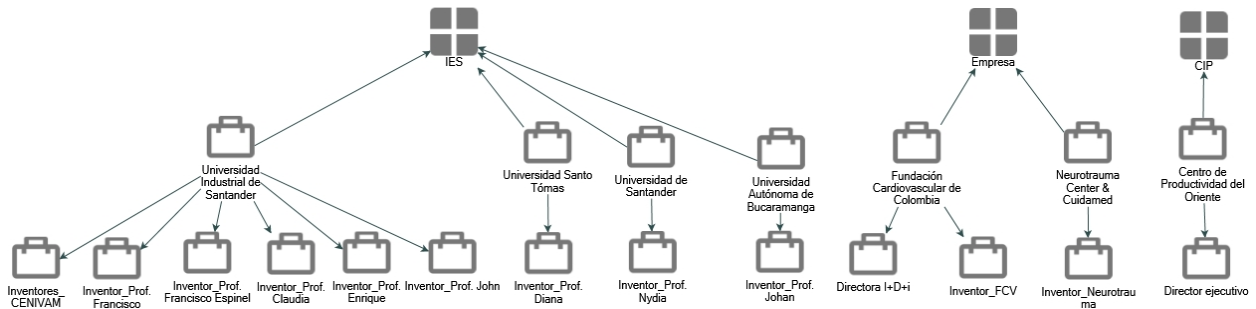 IES
Empresa
CIP
Universidad
Industrial de
Santander
Universidad Santo
Tómas
Universidad de
Santander
Universidad
Autónoma de
Bucaramanga
Fundación
Cardiovascular de
Colombia
Neurotrauma
Center &
Cuidamed
Centro de
Productividad del
Oriente
Inventores_
CENIVAM
Inventor_Prof.
Francisco
Inventor_Prof.
Francisco Espinel
Inventor_Prof.
Claudia
Inventor_Prof.
Enrique
Inventor_Prof. John
Inventor_Prof.
Diana
Inventor_Prof.
Nydia
Inventor_Prof.
Johan
Directora I+D+i
Inventor_FCV
Inventor_Neurotrau
ma
Director ejecutivo